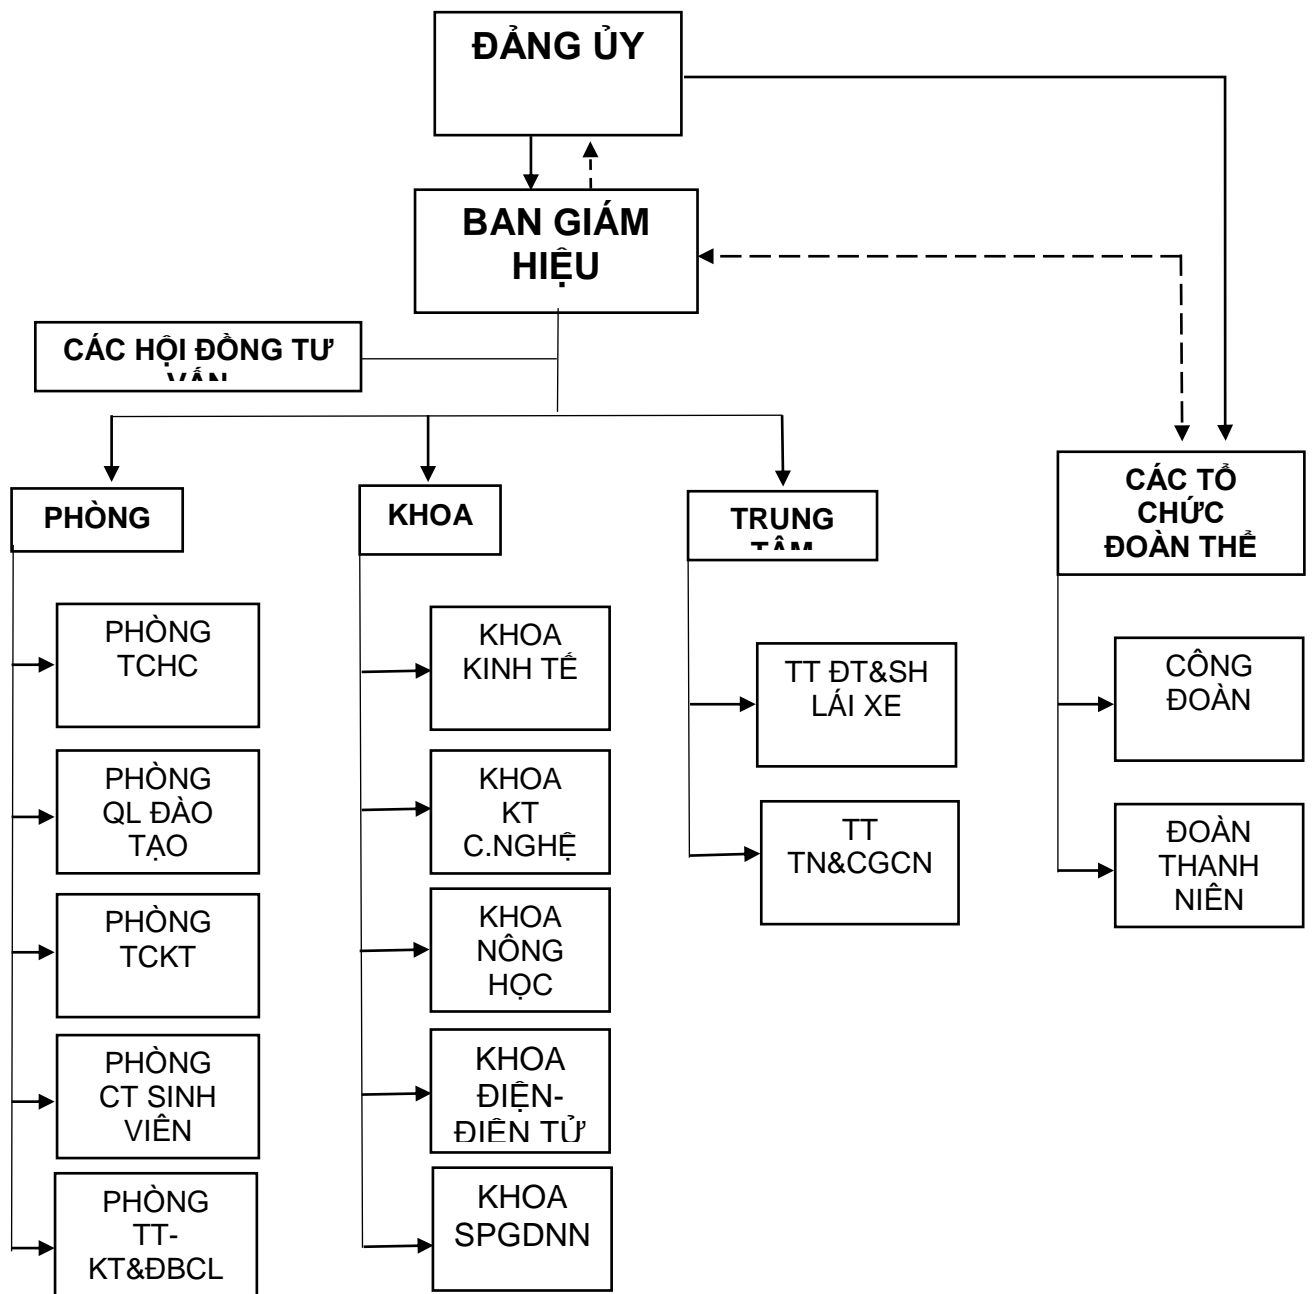 ĐẢNG ỦY
BAN GIÁM
HIỆU
CÁC HỘI ĐỒNG TƯ
VẤN
PHÒNG
KHOA
TRUNG
TÂM
CÁC TỔ
CHỨC
ĐOÀN THỂ
PHÒNG
TCHC
PHÒNG
QL ĐÀO
TẠO
PHÒNG
TCKT
PHÒNG
CT SINH
VIÊN
PHÒNG
TT-
KT&ĐBCL
KHOA
KINH TẾ
KHOA
KT
C.NGHỆ
KHOA
NÔNG
HỌC
KHOA
ĐIỆN-
ĐIỆN TỬ
KHOA
SPGDNN
TT ĐT&SH
LÁI XE
TT
TN&CGCN
CÔNG
ĐOÀN
ĐOÀN
THANH
NIÊN